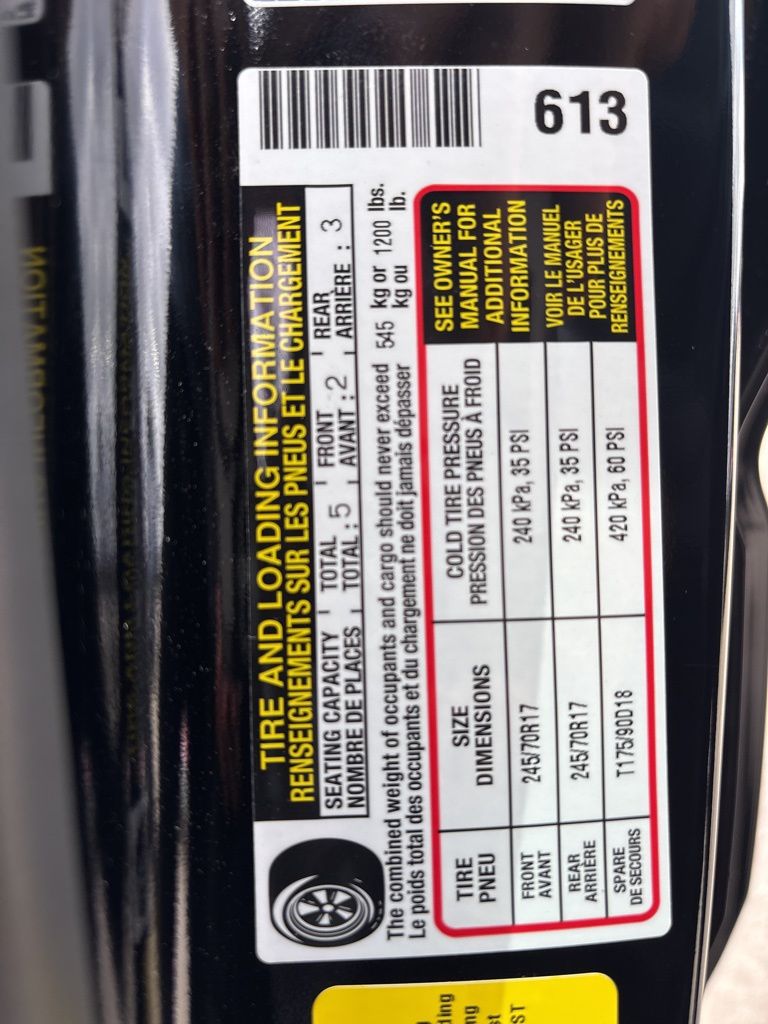 613
TIRE AND LOADING INFORMATION
RENSEIGNEMENTS SUR LES PNEUS ET LE CHARGEMENT
SEATING CAPACITY TOTAL FRONT REAR
NOMBRE DE PLACES TOTAL : 5 AVANT : 2 ARRIÈRE : 3
The combined weight of occupants and cargo should never exceed 545 kg or 1200 lbs.
Le poids total des occupants et du chargement ne doit jamais dépasser kg ou lb.
TIRE SIZE COLD TIRE PRESSURE
PNEU DIMENSIONS PRESSION DES PNEUS À FROID
FRONT
AVANT 245/70R17 240 kPa, 35 PSI
REAR
ARRIÈRE 245/70R17 240 kPa, 35 PSI
SPARE
DE SECOURS T175/90D18 420 kPa, 60 PSI
SEE OWNER'S
MANUAL FOR
ADDITIONAL
INFORMATION
VOIR LE MANUEL
DE L'USAGER
POUR PLUS DE
RENSEIGNEMENTS